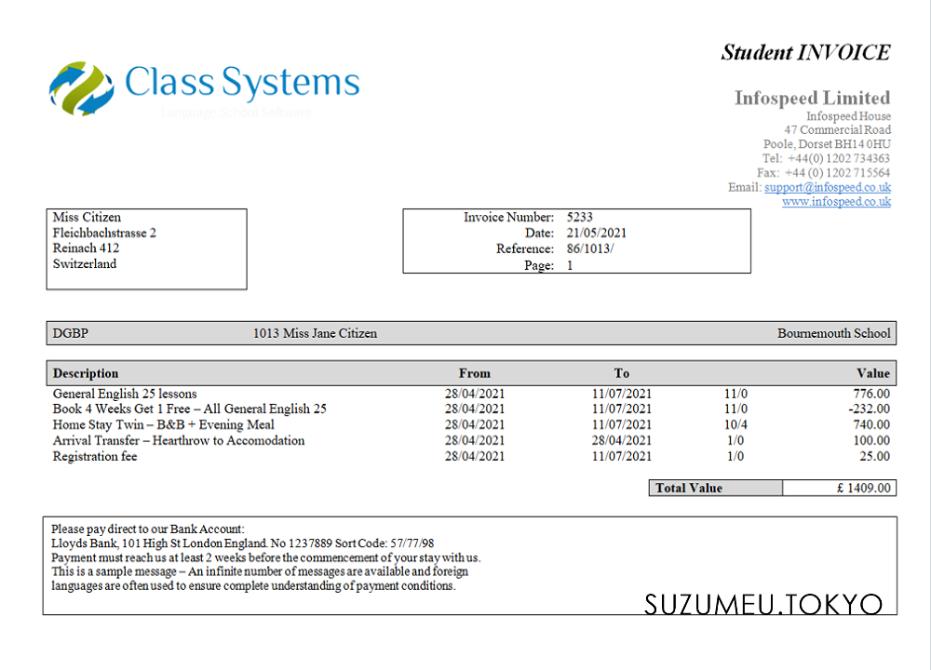 Student INVOICE
Class Systems
Language School Software
Infospeed Limited
Infospeed House
47 Commercial Road
Poole, Dorset BH14 0HU
Tel: +44(0) 1202 734363
Fax: +44 (0) 1202 715564
Email: support@infospeed.co.uk
www.infospeed.co.uk
Miss Citizen
Fleichbachstrasse 2
Reinach 412
Switzerland
Invoice Number: 5233
Date: 21/05/2021
Reference: 86/1013/
Page: 1
DGBP 1013 Miss Jane Citizen Bournemouth School
Description From To Value
General English 25 lessons 28/04/2021 11/07/2021 11/0 776.00
Book 4 Weeks Get 1 Free – All General English 25 28/04/2021 11/07/2021 11/0 -232.00
Home Stay Twin – B&B + Evening Meal 28/04/2021 11/07/2021 10/4 740.00
Arrival Transfer – Hearthrow to Accomodation 28/04/2021 28/04/2021 1/0 100.00
Registration fee 28/04/2021 11/07/2021 1/0 25.00
Total Value £ 1409.00
Please pay direct to our Bank Account:
Lloyds Bank, 101 High St London England. No 1237889 Sort Code: 57/77/98
Payment must reach us at least 2 weeks before the commencement of your stay with us.
This is a sample message – An infinite number of messages are available and foreign
languages are often used to ensure complete understanding of payment conditions.
SUZUMEU.TOKYO